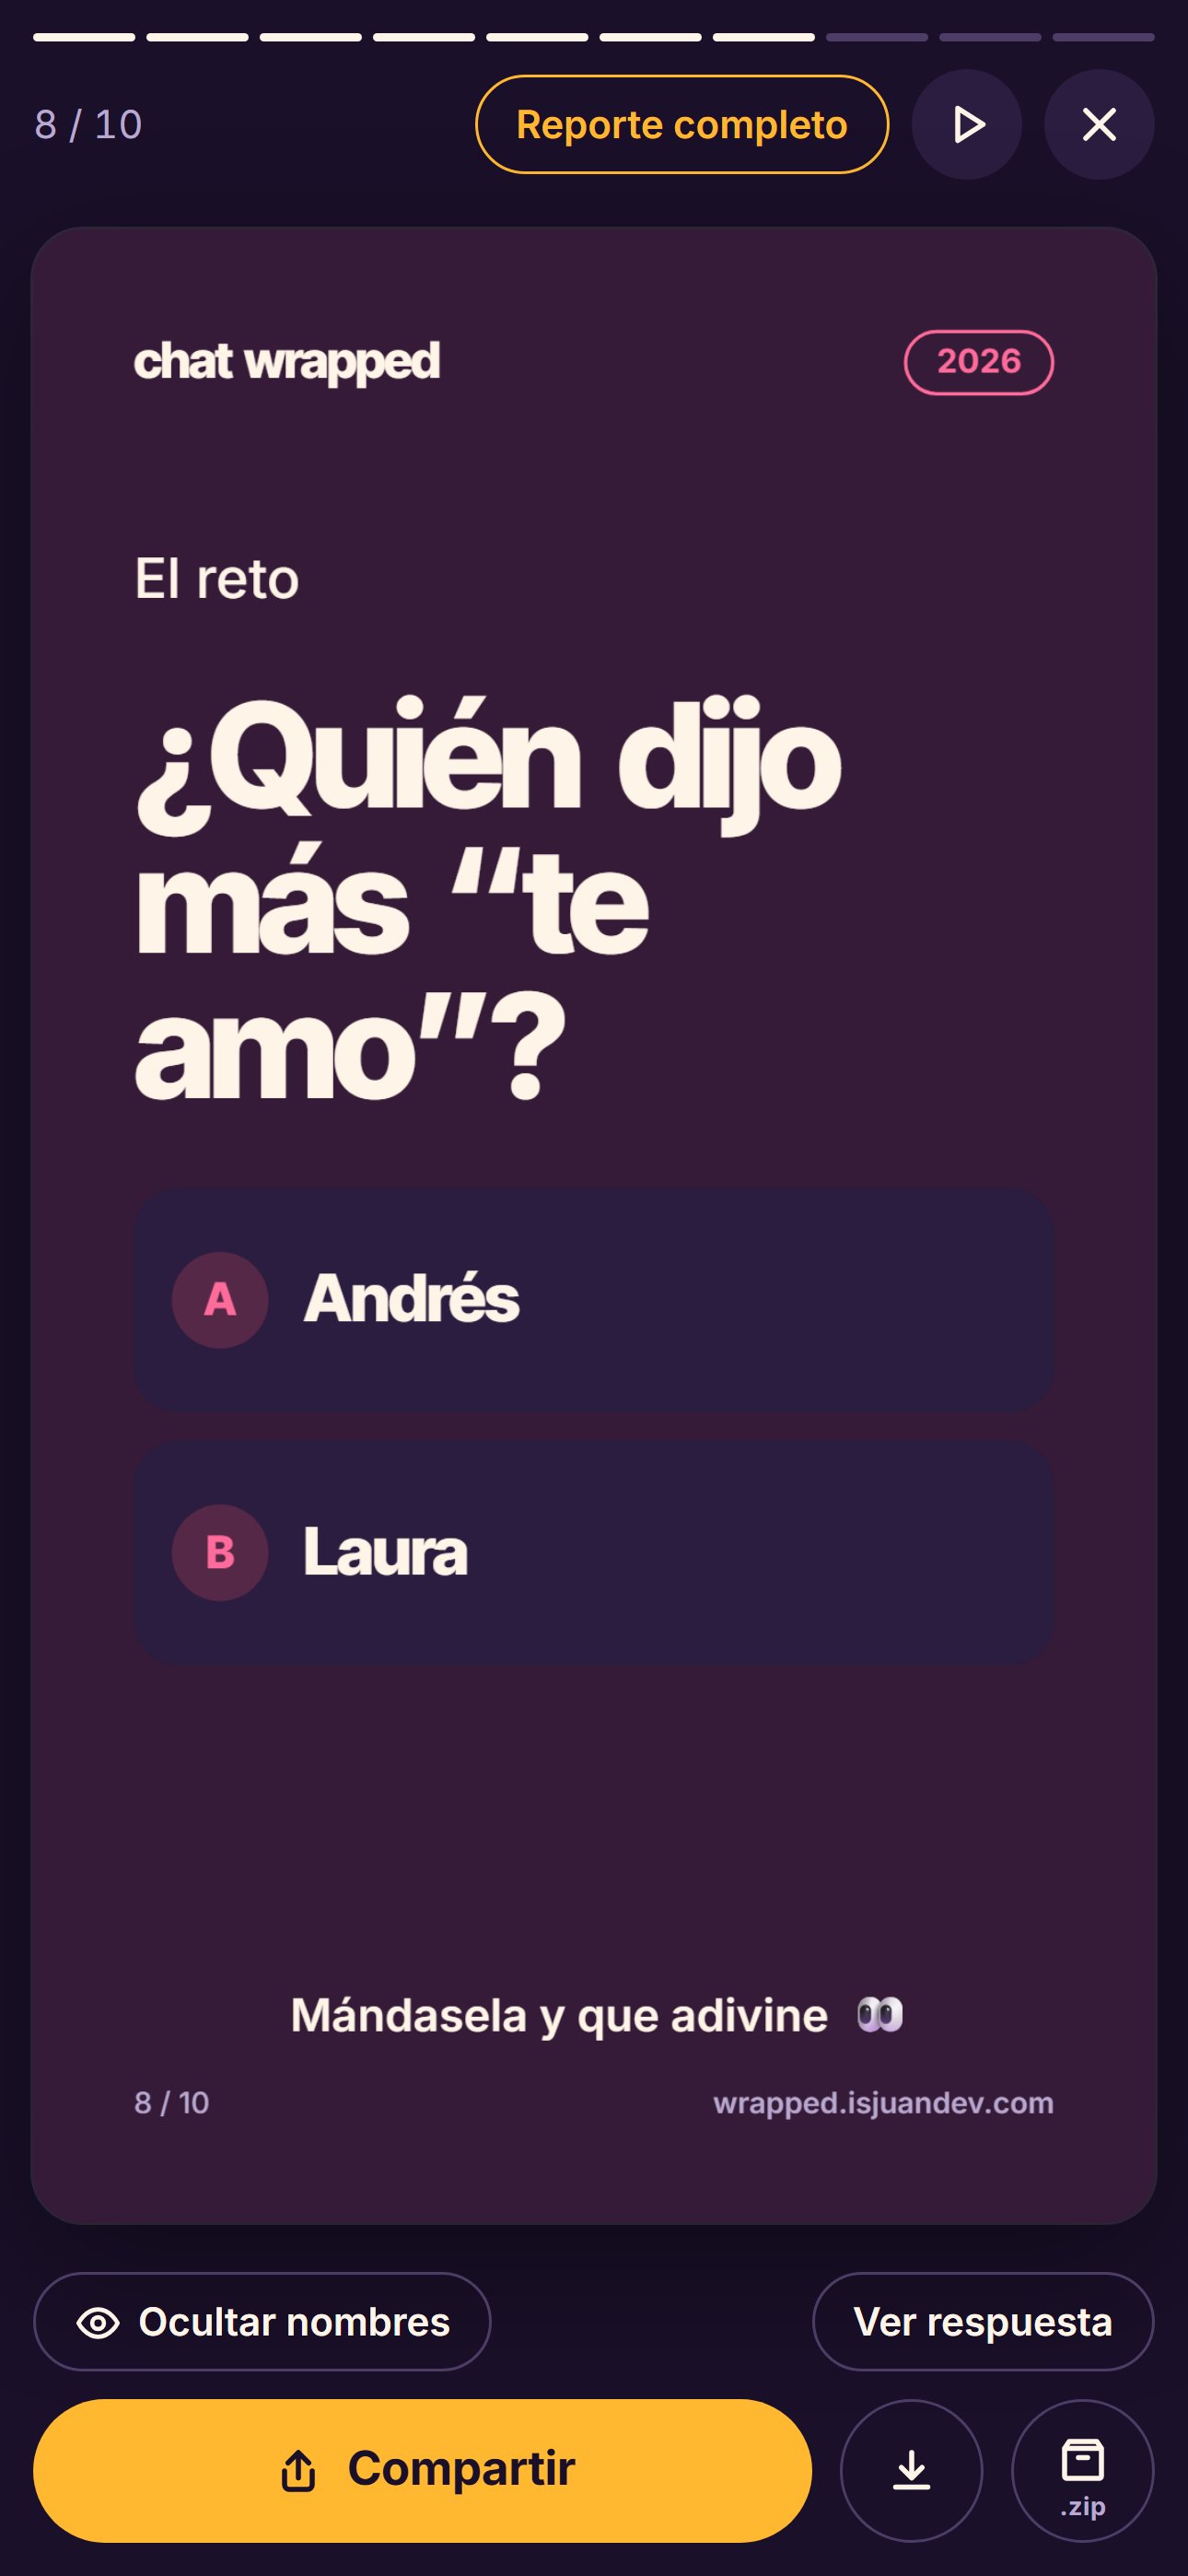 8 / 10
Reporte completo
chat wrapped
2026
El reto
¿Quién dijo
más “te
amo”?
A Andrés
B Laura
Mándasela y que adivine 👀
8 / 10
wrapped.isjuandev.com
Ocultar nombres
Ver respuesta
Compartir
.zip